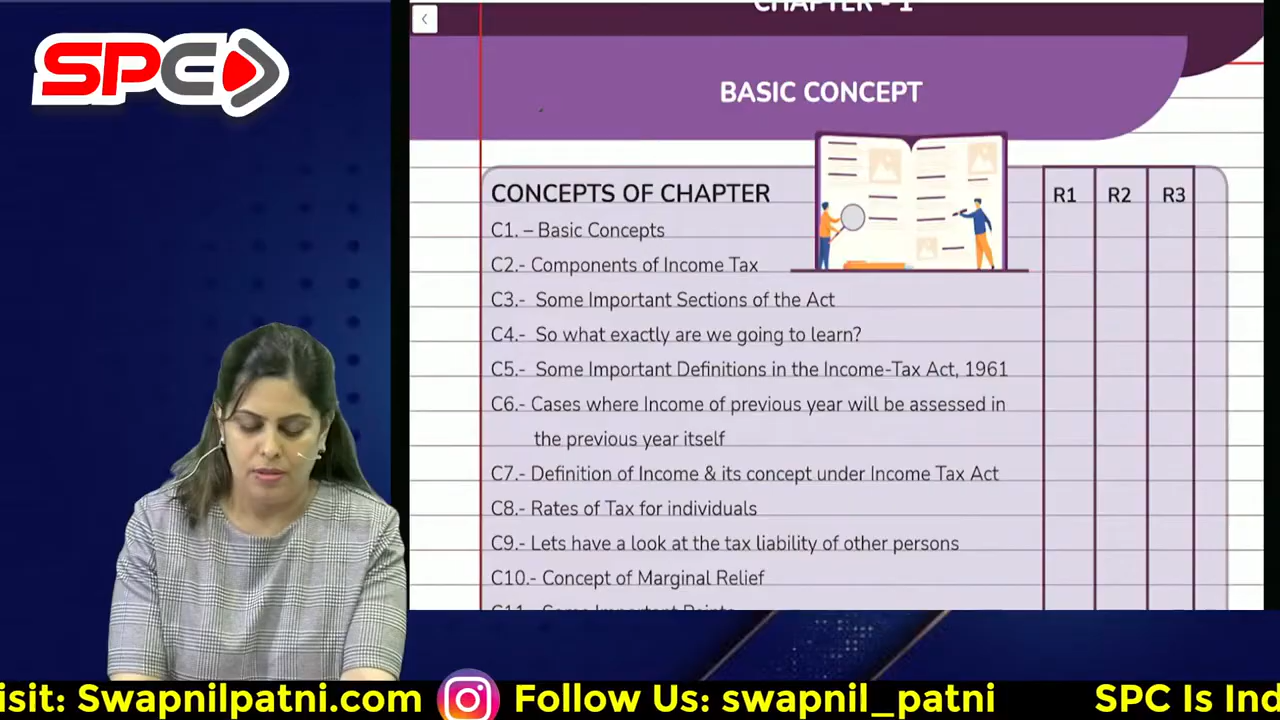 SPC
CHAPTER - 1
BASIC CONCEPT
CONCEPTS OF CHAPTER
R1 R2 R3
C1. – Basic Concepts
C2.- Components of Income Tax
C3.- Some Important Sections of the Act
C4.- So what exactly are we going to learn?
C5.- Some Important Definitions in the Income-Tax Act, 1961
C6.- Cases where Income of previous year will be assessed in
the previous year itself
C7.- Definition of Income & its concept under Income Tax Act
C8.- Rates of Tax for individuals
C9.- Lets have a look at the tax liability of other persons
C10.- Concept of Marginal Relief
C11.- Some Important Points
isit: Swapnilpatni.com Follow Us: swapnil_patni SPC Is Ind